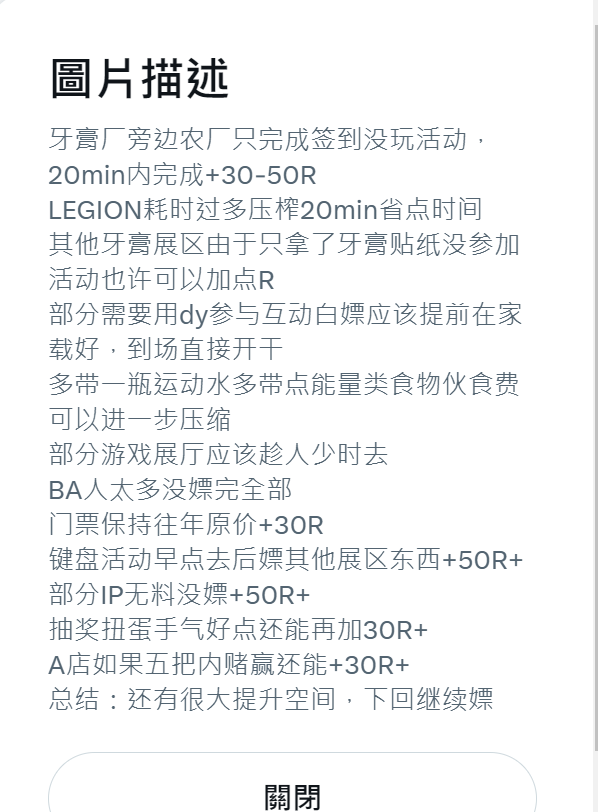 圖片描述
牙膏厂旁边农厂只完成签到没玩活动，
20min内完成+30-50R
LEGION耗时过多压榨20min省点时间
其他牙膏展区由于只拿了牙膏贴纸没参加
活动也许可以加点R
部分需要用dy参与互动白嫖应该提前在家
载好，到场直接开干
多带一瓶运动水多带点能量类食物伙食费
可以进一步压缩
部分游戏展厅应该趁人少时去
BA人太多没嫖完全部
门票保持往年原价+30R
键盘活动早点去后嫖其他展区东西+50R+
部分IP无料没嫖+50R+
抽奖扭蛋手气好点还能再加30R+
A店如果五把内赌赢还能+30R+
总结：还有很大提升空间，下回继续嫖
關閉